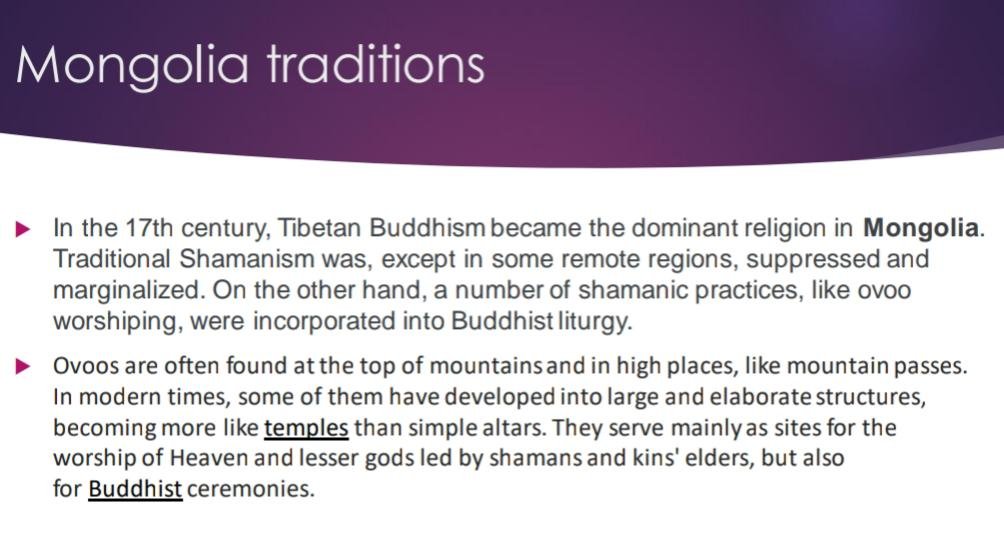 Mongolia traditions
In the 17th century, Tibetan Buddhism became the dominant religion in Mongolia.
Traditional Shamanism was, except in some remote regions, suppressed and
marginalized. On the other hand, a number of shamanic practices, like ovoo
worshiping, were incorporated into Buddhist liturgy.
Ovoos are often found at the top of mountains and in high places, like mountain passes.
In modern times, some of them have developed into large and elaborate structures,
becoming more like temples than simple altars. They serve mainly as sites for the
worship of Heaven and lesser gods led by shamans and kins' elders, but also
for Buddhist ceremonies.